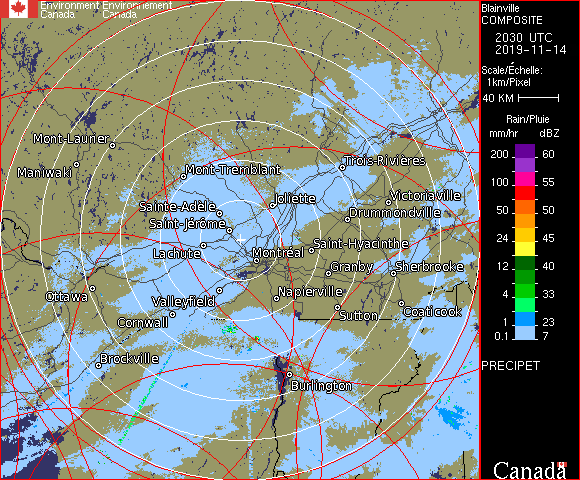 Environment Environnement
Canada Canada
Blainville
COMPOSITE
2030 UTC
2019-11-14
Scale/Échelle:
1km/Pixel
40 KM
Rain/Pluie
mm/hr dBZ
200 60
100 55
50 50
24 45
12 40
4 33
1 23
0.1 7
PRECIPET
Mont-Laurier
Maniwaki
Mont-Tremblant
Trois-Rivières
Sainte-Adèle
Joliette
Victoriaville
Saint-Jérôme
Drummondville
Lachute
Montréal
Saint-Hyacinthe
Granby
Sherbrooke
Ottawa
Valleyfield
Napierville
Cornwall
Sutton
Coaticook
Brockville
Burlington
Canada